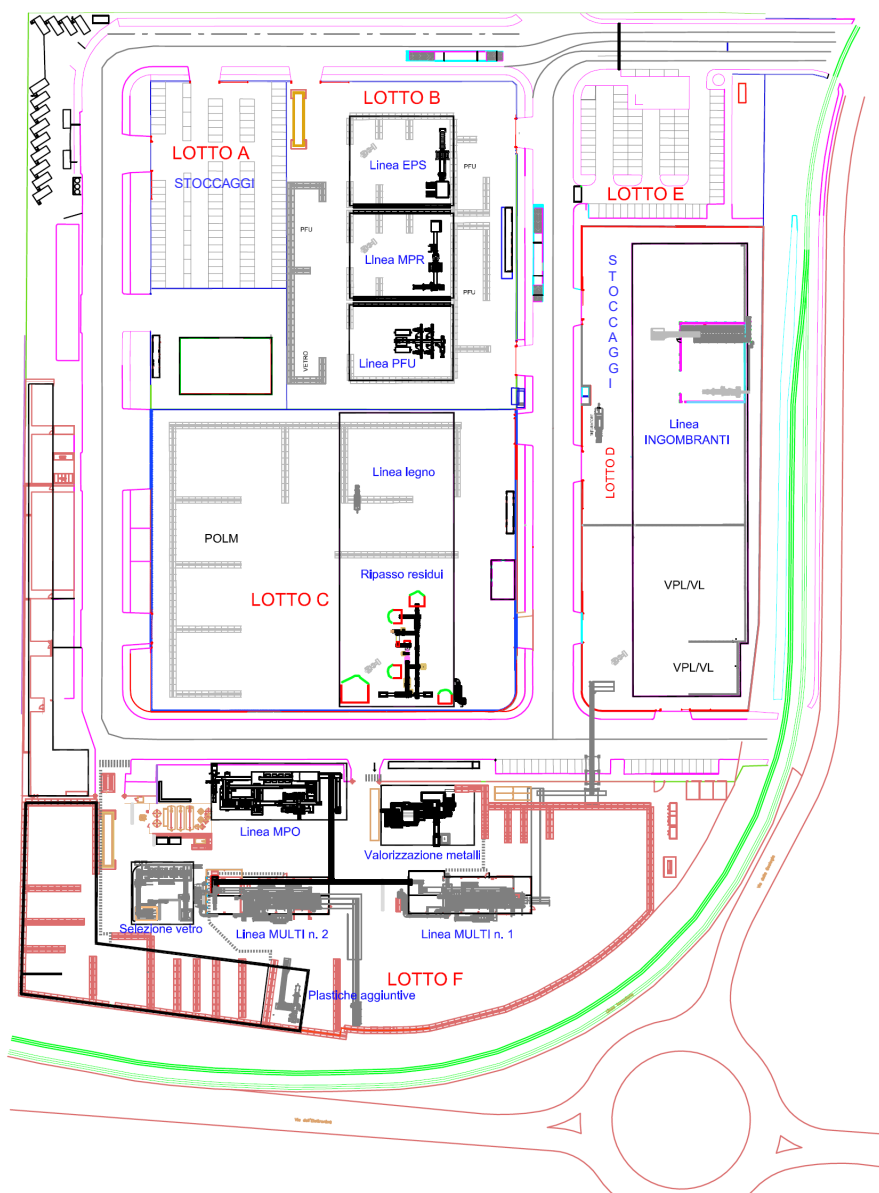 LOTTO B
LOTTO A
STOCCAGGI
Linea EPS
PFU
LOTTO E
PFU
Linea MPR
PFU
STOCCAGGI
VETRO
Linea PFU
Linea
INGOMBRANTI
LOTTO D
Linea legno
POLM
Ripasso residui
LOTTO C
VPL/VL
VPL/VL
Linea MPO
Valorizzazione metalli
Selezione vetro
Linea MULTI n. 2
Linea MULTI n. 1
LOTTO F
Plastiche aggiuntive